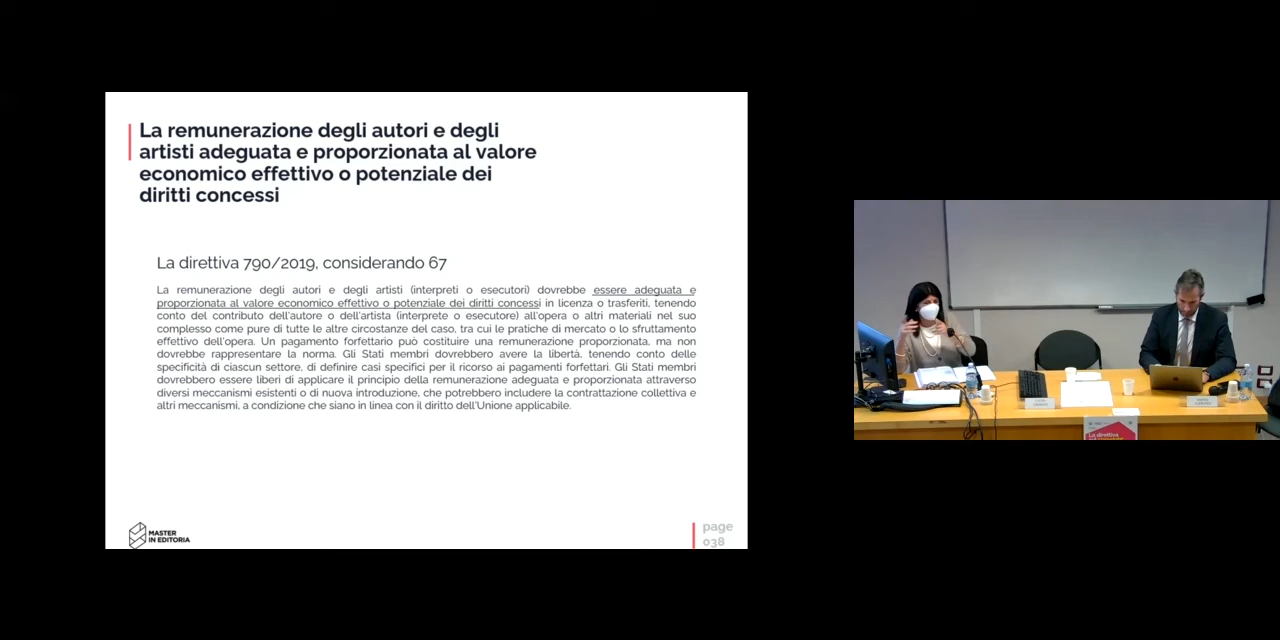 La remunerazione degli autori e degli
artisti adeguata e proporzionata al valore
economico effettivo o potenziale dei
diritti concessi
La direttiva 790/2019, considerando 67
La remunerazione degli autori e degli artisti (interpreti o esecutori) dovrebbe essere adeguata e
proporzionata al valore economico effettivo o potenziale dei diritti concessi in licenza o trasferiti, tenendo
conto del contributo dell'autore o dell'artista (interprete o esecutore) all'opera o altri materiali nel suo
complesso come pure di tutte le altre circostanze del caso, tra cui le pratiche di mercato o lo sfruttamento
effettivo dell'opera. Un pagamento forfettario può costituire una remunerazione proporzionata, ma non
dovrebbe rappresentare la norma. Gli Stati membri dovrebbero avere la libertà, tenendo conto delle
specificità di ciascun settore, di definire casi specifici per il ricorso ai pagamenti forfettari. Gli Stati membri
dovrebbero essere liberi di applicare il principio della remunerazione adeguata e proporzionata attraverso
diversi meccanismi esistenti o di nuova introduzione, che potrebbero includere la contrattazione collettiva e
altri meccanismi, a condizione che siano in linea con il diritto dell'Unione applicabile.
MASTER
IN EDITORIA
page
038
La direttiva